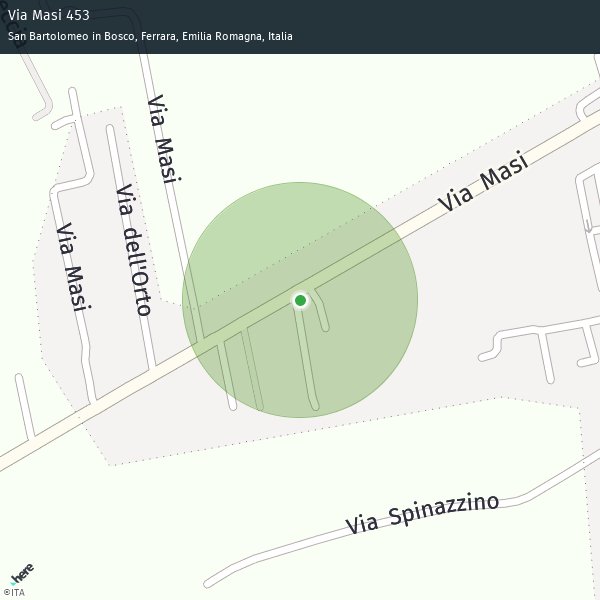 Via Masi 453
San Bartolomeo in Bosco, Ferrara, Emilia Romagna, Italia
Via Masi
Via Masi
Via dell'Orto
Via Masi
Via Spinazzino
here
©ITA